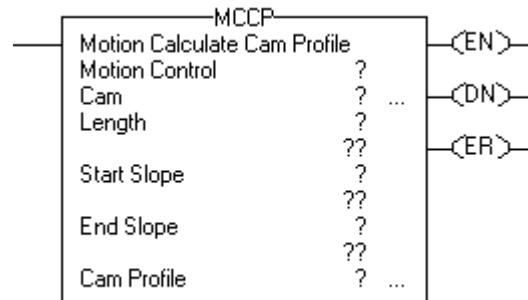 MCCP
Motion Calculate Cam Profile
Motion Control ?
Cam ? ...
Length ?
??
Start Slope ?
??
End Slope ?
??
Cam Profile ? ...
(EN)
(DN)
(ER)